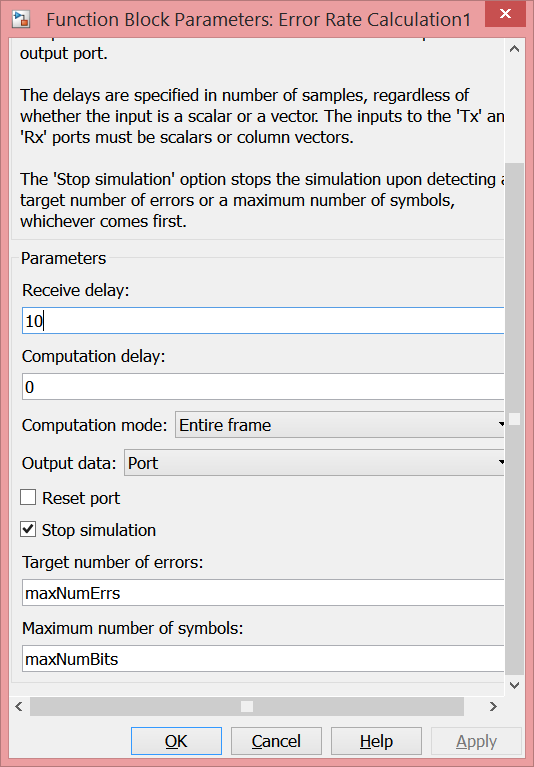 Function Block Parameters: Error Rate Calculation1
output port.
The delays are specified in number of samples, regardless of
whether the input is a scalar or a vector. The inputs to the 'Tx' an
'Rx' ports must be scalars or column vectors.
The 'Stop simulation' option stops the simulation upon detecting a
target number of errors or a maximum number of symbols,
whichever comes first.
Parameters
Receive delay:
10
Computation delay:
0
Computation mode: Entire frame
Output data: Port
Reset port
Stop simulation
Target number of errors:
maxNumErrs
Maximum number of symbols:
maxNumBits
OK Cancel Help Apply